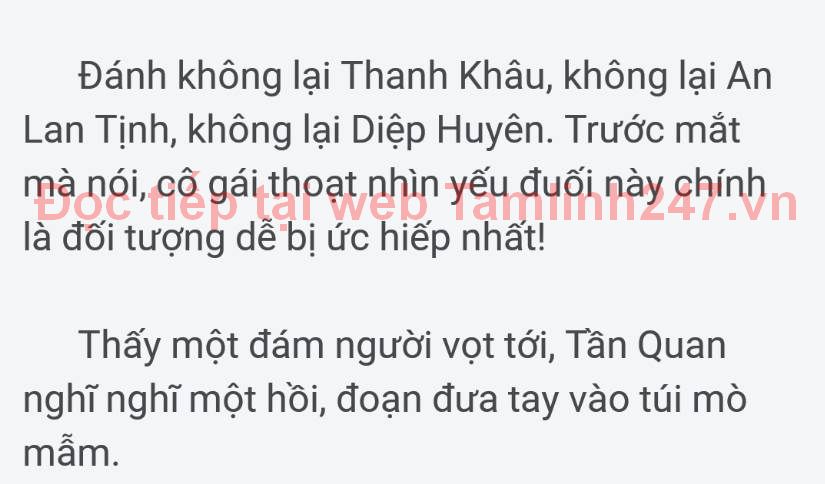 Đánh không lại Thanh Khâu, không lại An
Lan Tịnh, không lại Diệp Huyên. Trước mắt
mà nói, cô gái thoạt nhìn yếu đuối này chính
Đọc tiếp tại web Tamlinh247.vn
là đối tượng dễ bị ức hiếp nhất!
Thấy một đám người vọt tới, Tần Quan
nghĩ nghĩ một hồi, đoạn đưa tay vào túi mò
mẫm.